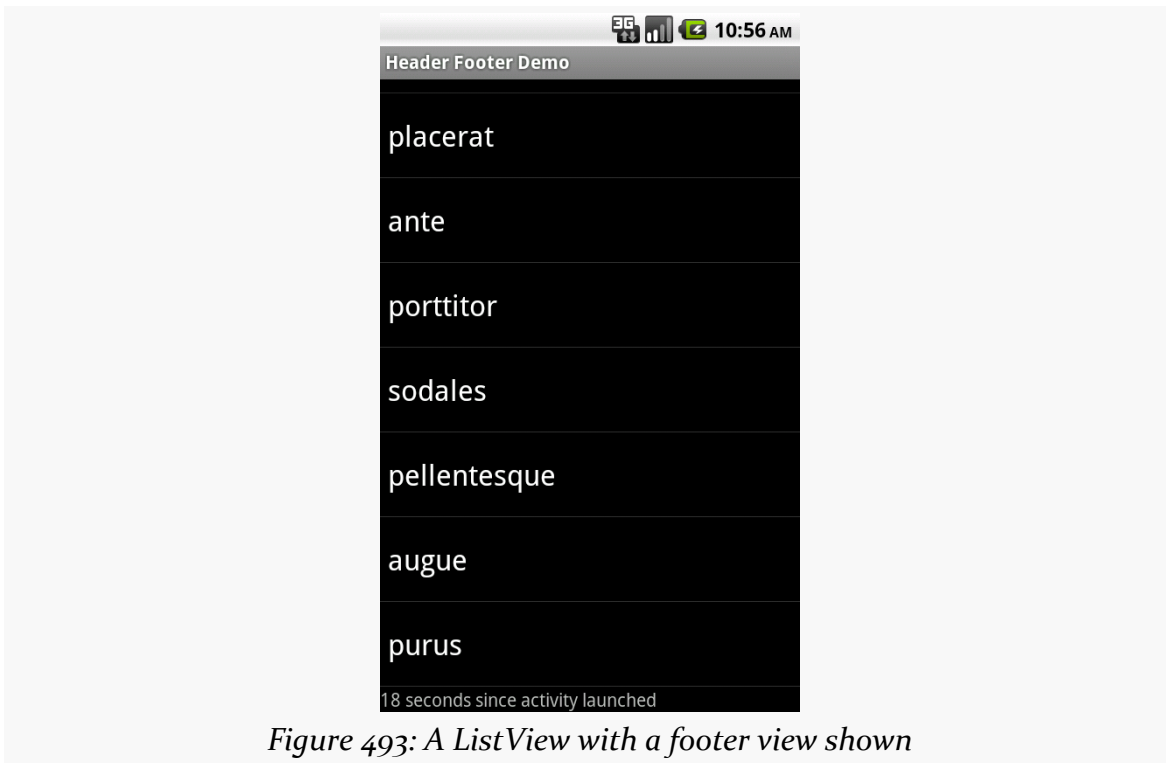 3G 10:56 AM
Header Footer Demo
placerat
ante
porttitor
sodales
pellentesque
augue
purus
18 seconds since activity launched
Figure 493: A ListView with a footer view shown